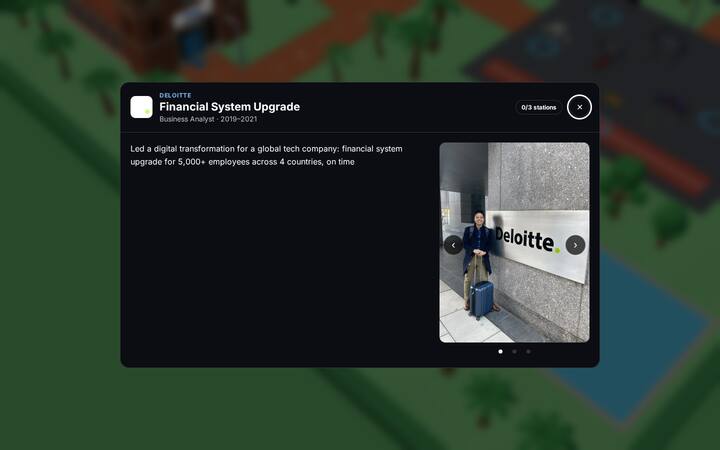 DELOITTE
Financial System Upgrade
Business Analyst · 2019–2021
0/3 stations
Led a digital transformation for a global tech company: financial system
upgrade for 5,000+ employees across 4 countries, on time
Deloitte.